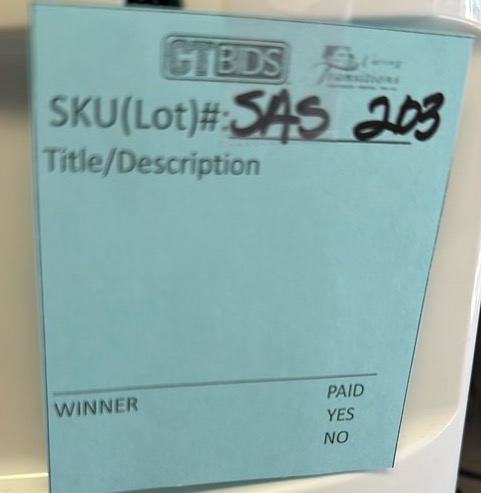 CTBIDS Caring Transitions
SKU(Lot)#: SAS 203
Title/Description
WINNER
PAID
YES
NO